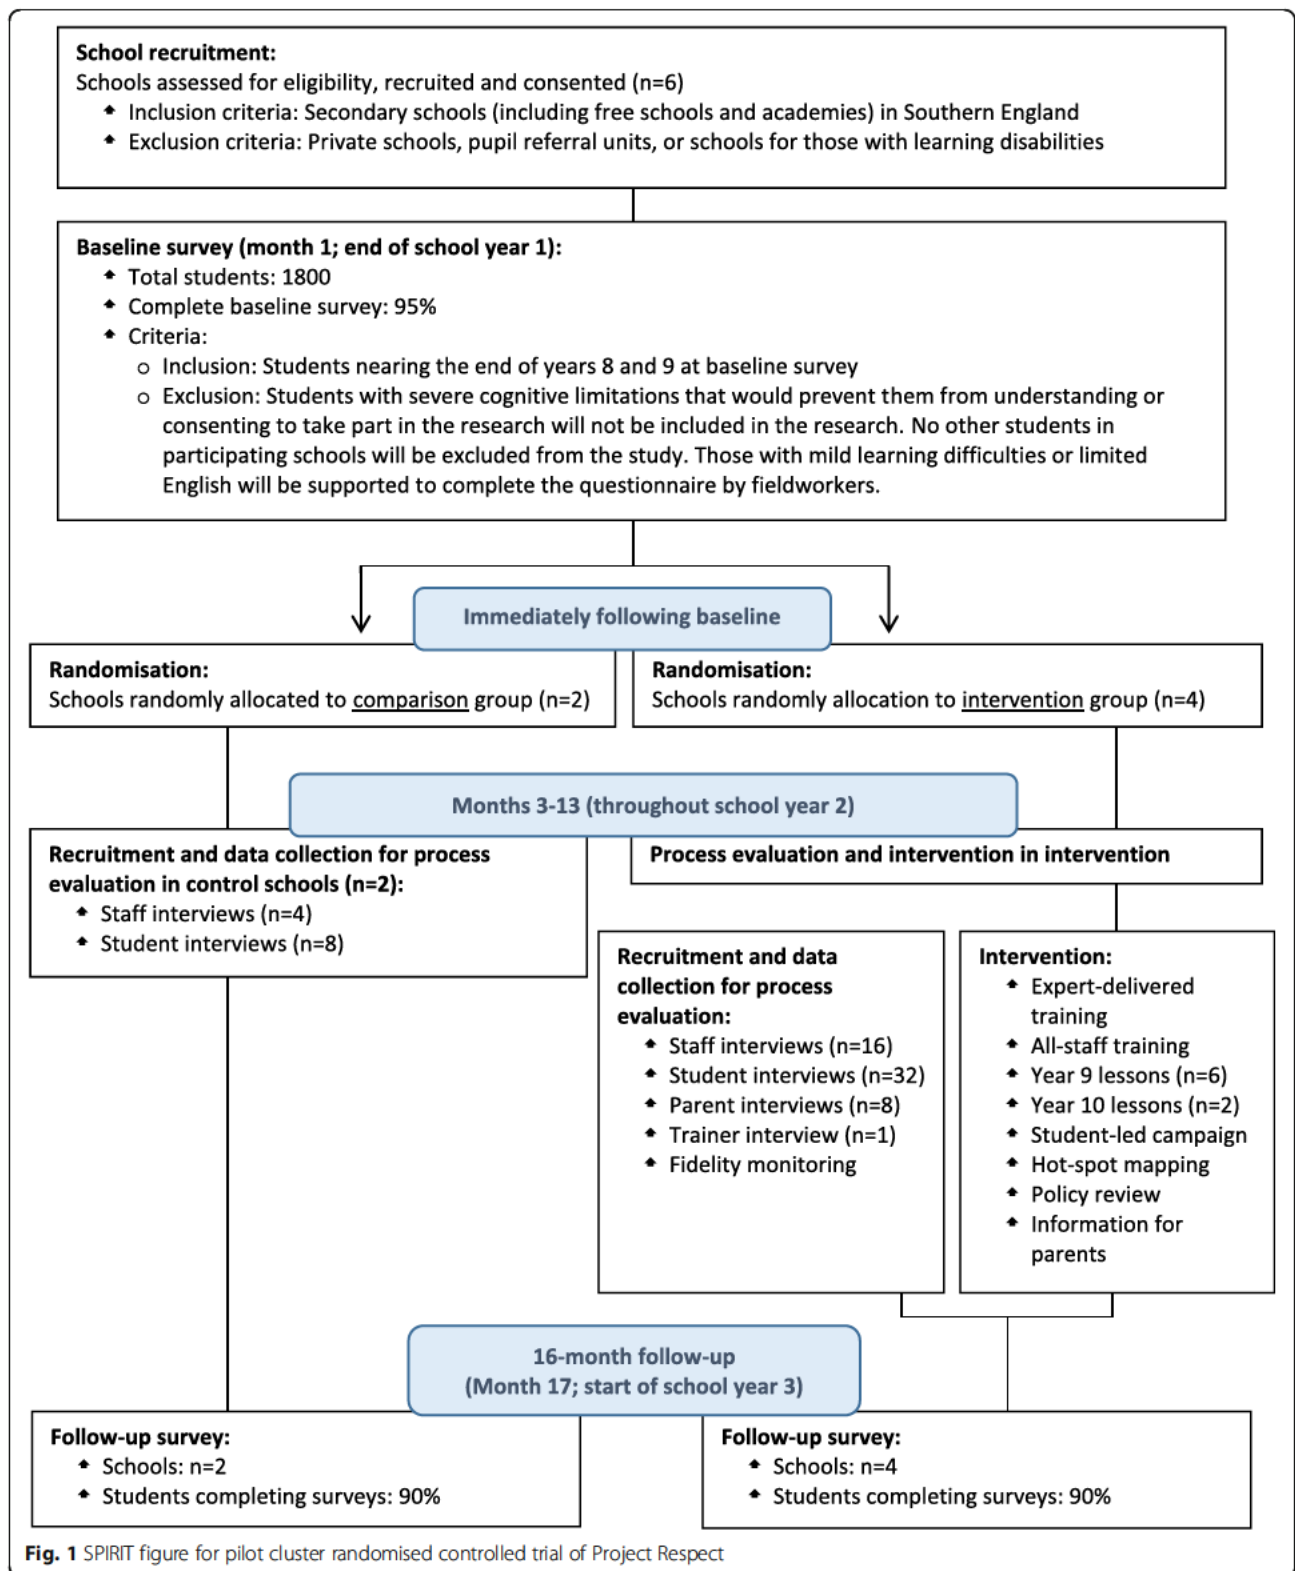 School recruitment:
Schools assessed for eligibility, recruited and consented (n=6)
Inclusion criteria: Secondary schools (including free schools and academies) in Southern England
Exclusion criteria: Private schools, pupil referral units, or schools for those with learning disabilities
Baseline survey (month 1; end of school year 1):
Total students: 1800
Complete baseline survey: 95%
Criteria:
Inclusion: Students nearing the end of years 8 and 9 at baseline survey
Exclusion: Students with severe cognitive limitations that would prevent them from understanding or
consenting to take part in the research will not be included in the research. No other students in
participating schools will be excluded from the study. Those with mild learning difficulties or limited
English will be supported to complete the questionnaire by fieldworkers.
Immediately following baseline
Randomisation:
Schools randomly allocated to comparison group (n=2)
Randomisation:
Schools randomly allocation to intervention group (n=4)
Months 3-13 (throughout school year 2)
Recruitment and data collection for process
evaluation in control schools (n=2):
Staff interviews (n=4)
Student interviews (n=8)
Process evaluation and intervention in intervention
Recruitment and data
collection for process
evaluation:
Staff interviews (n=16)
Student interviews (n=32)
Parent interviews (n=8)
Trainer interview (n=1)
Fidelity monitoring
Intervention:
Expert-delivered
training
All-staff training
Year 9 lessons (n=6)
Year 10 lessons (n=2)
Student-led campaign
Hot-spot mapping
Policy review
Information for
parents
16-month follow-up
(Month 17; start of school year 3)
Follow-up survey:
Schools: n=2
Students completing surveys: 90%
Follow-up survey:
Schools: n=4
Students completing surveys: 90%
Fig. 1 SPIRIT figure for pilot cluster randomised controlled trial of Project Respect